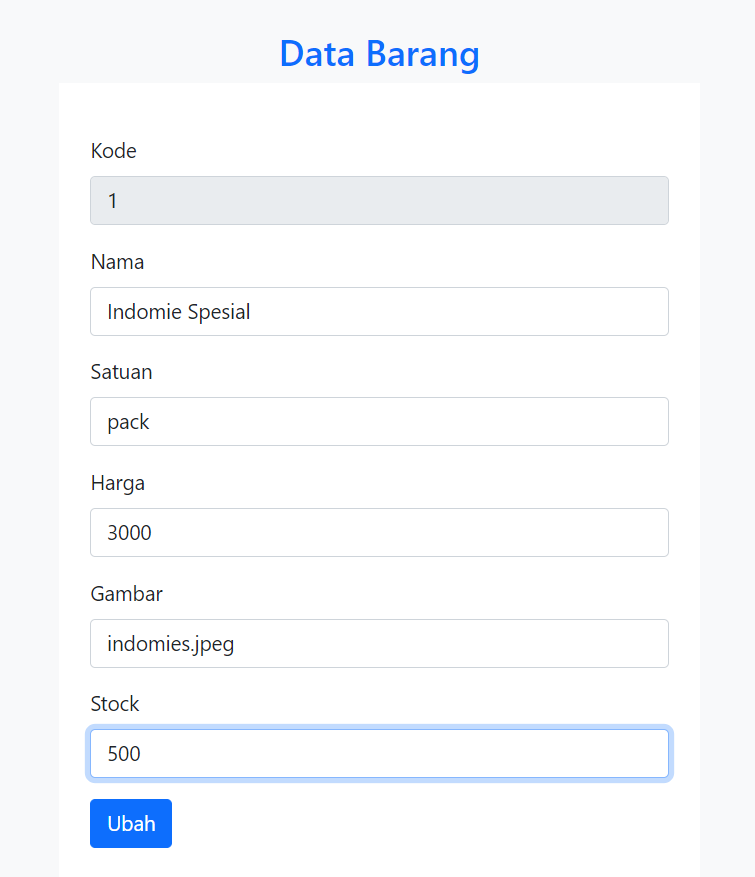 Data Barang
Kode
1
Nama
Indomie Spesial
Satuan
pack
Harga
3000
Gambar
indomies.jpeg
Stock
500
Ubah